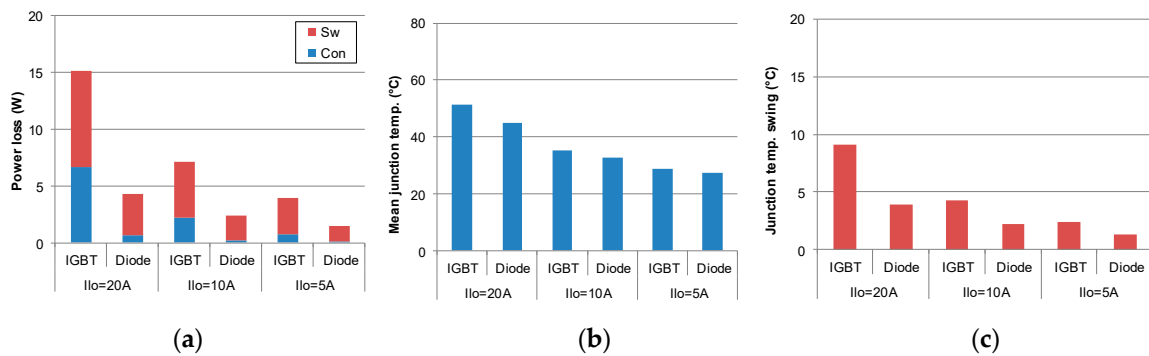 20
15
10
5
0
Power loss (W)
Sw
Con
IGBT Diode IGBT Diode IGBT Diode
Ilo=20A Ilo=10A Ilo=5A
(a)
80
60
40
20
0
Mean junction temp. (°C)
IGBT Diode IGBT Diode IGBT Diode
Ilo=20A Ilo=10A Ilo=5A
(b)
20
15
10
5
0
Junction temp. swing (°C)
IGBT Diode IGBT Diode IGBT Diode
Ilo=20A Ilo=10A Ilo=5A
(c)